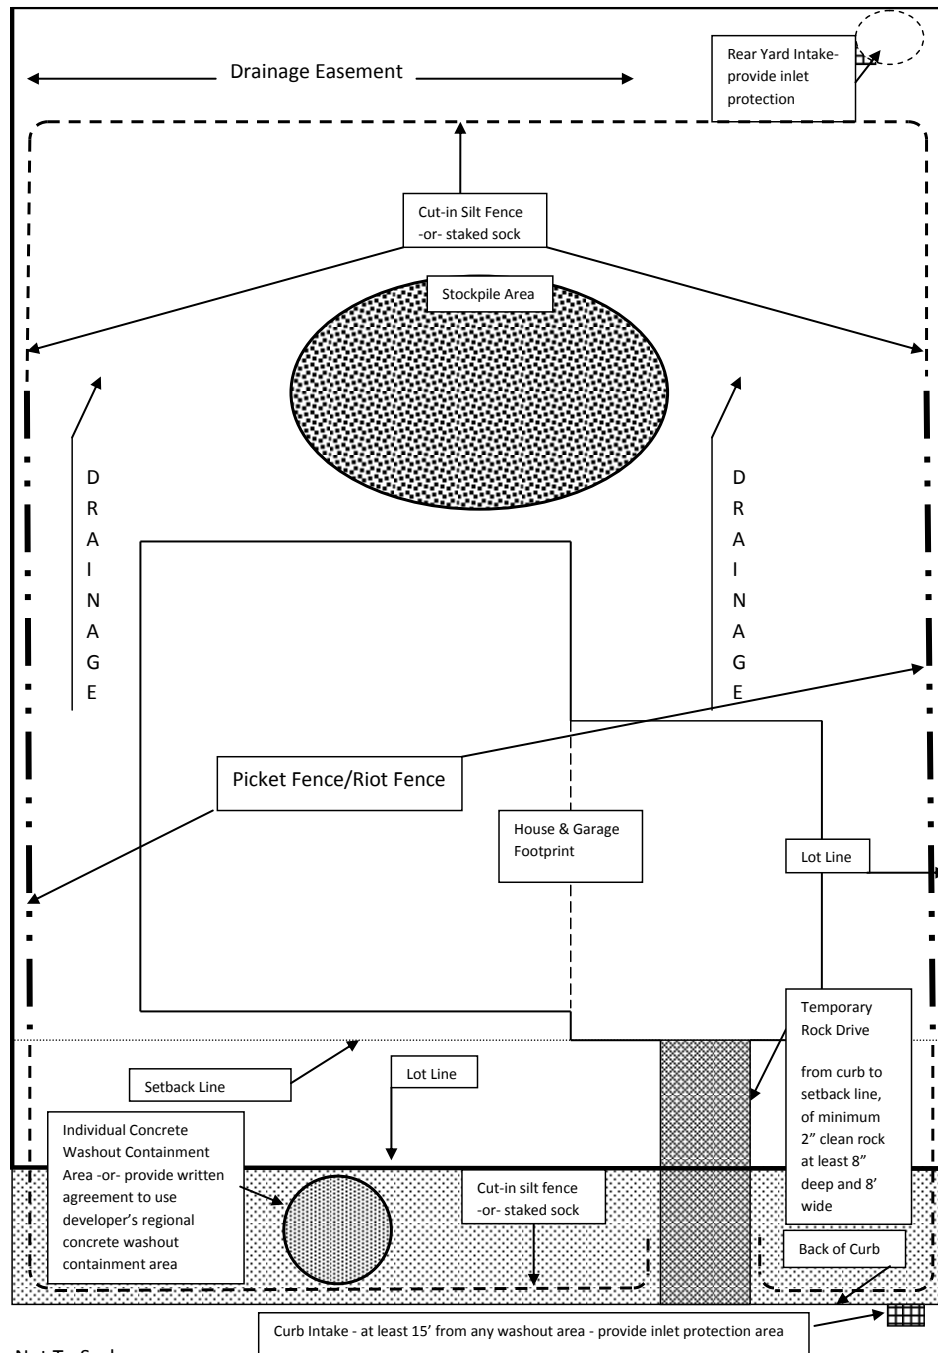 Drainage Easement
Rear Yard Intake-
provide inlet
protection
Cut-in Silt Fence
-or- staked sock
Stockpile Area
D
R
A
I
N
A
G
E
D
R
A
I
N
A
G
E
Picket Fence/Riot Fence
House & Garage
Footprint
Lot Line
Temporary
Rock Drive
from curb to
setback line,
of minimum
2” clean rock
at least 8”
deep and 8’
wide
Setback Line
Lot Line
Individual Concrete
Washout Containment
Area -or- provide written
agreement to use
developer’s regional
concrete washout
containment area
Cut-in silt fence
-or- staked sock
Back of Curb
Curb Intake - at least 15’ from any washout area - provide inlet protection area
Not To